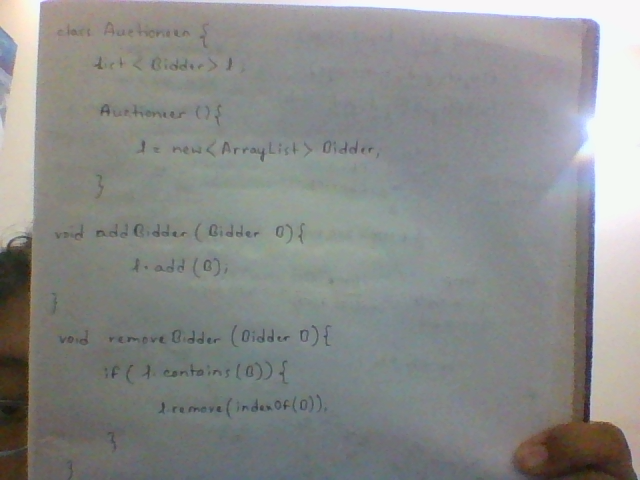 class Auctioneer {
list < Bidder > l;
Auctioneer () {
l = new < ArrayList > Bidder;
}
void addBidder ( Bidder B) {
l.add (B);
}
void removeBidder (Bidder B) {
if ( l.contains (B)) {
l.remove (indexOf (B));
}
}